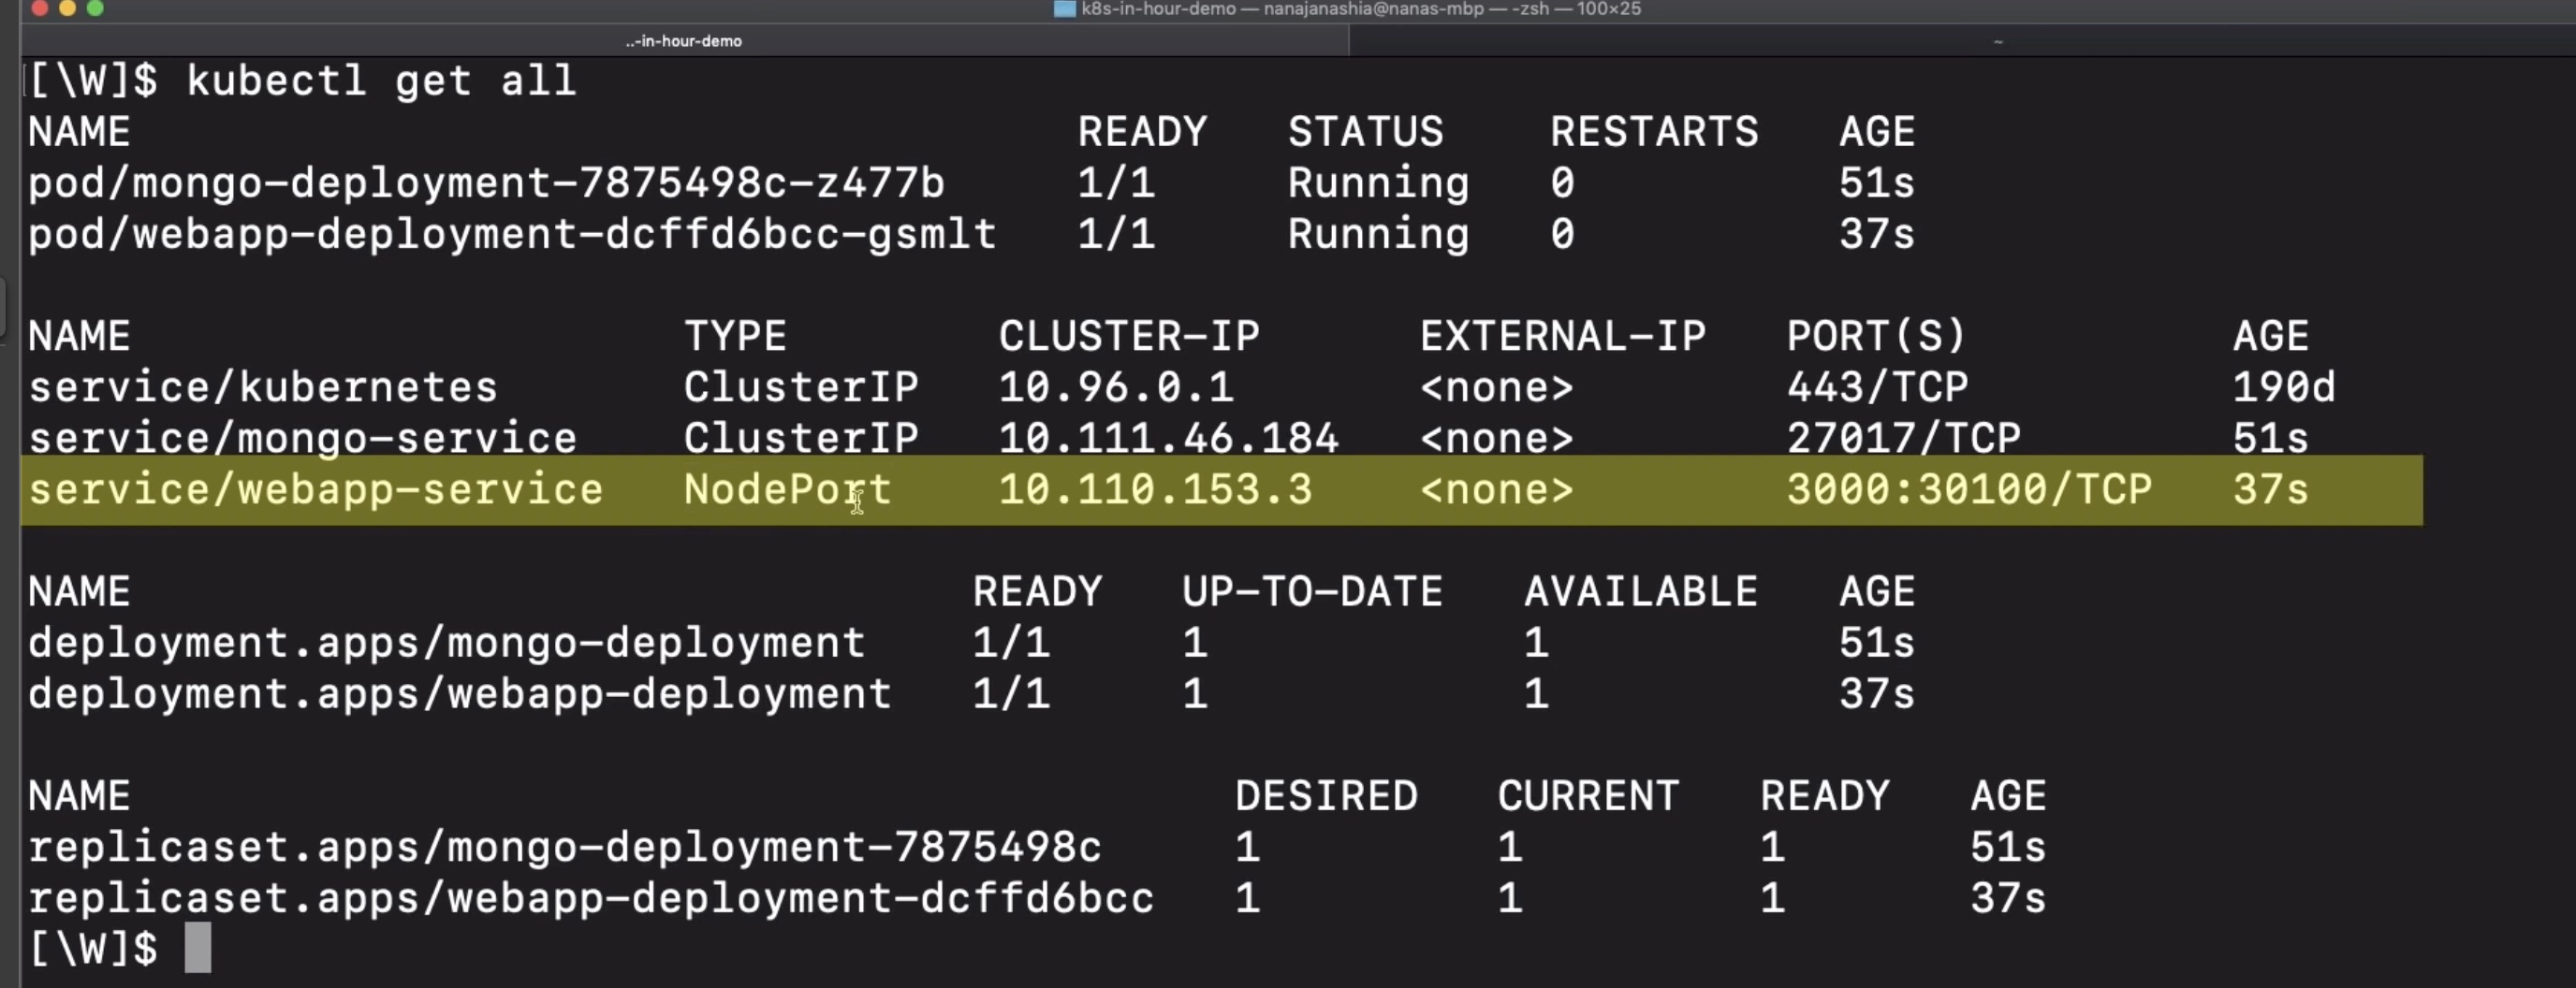 k8s-in-hour-demo — nanajanashia@nanas-mbp — -zsh — 100×25
..-in-hour-demo
~
[\W]$ kubectl get all
NAME READY STATUS RESTARTS AGE
pod/mongo-deployment-7875498c-z477b 1/1 Running 0 51s
pod/webapp-deployment-dcffd6bcc-gsmlt 1/1 Running 0 37s
NAME TYPE CLUSTER-IP EXTERNAL-IP PORT(S) AGE
service/kubernetes ClusterIP 10.96.0.1 <none> 443/TCP 190d
service/mongo-service ClusterIP 10.111.46.184 <none> 27017/TCP 51s
service/webapp-service NodePort 10.110.153.3 <none> 3000:30100/TCP 37s
NAME READY UP-TO-DATE AVAILABLE AGE
deployment.apps/mongo-deployment 1/1 1 1 51s
deployment.apps/webapp-deployment 1/1 1 1 37s
NAME DESIRED CURRENT READY AGE
replicaset.apps/mongo-deployment-7875498c 1 1 1 51s
replicaset.apps/webapp-deployment-dcffd6bcc 1 1 1 37s
[\W]$